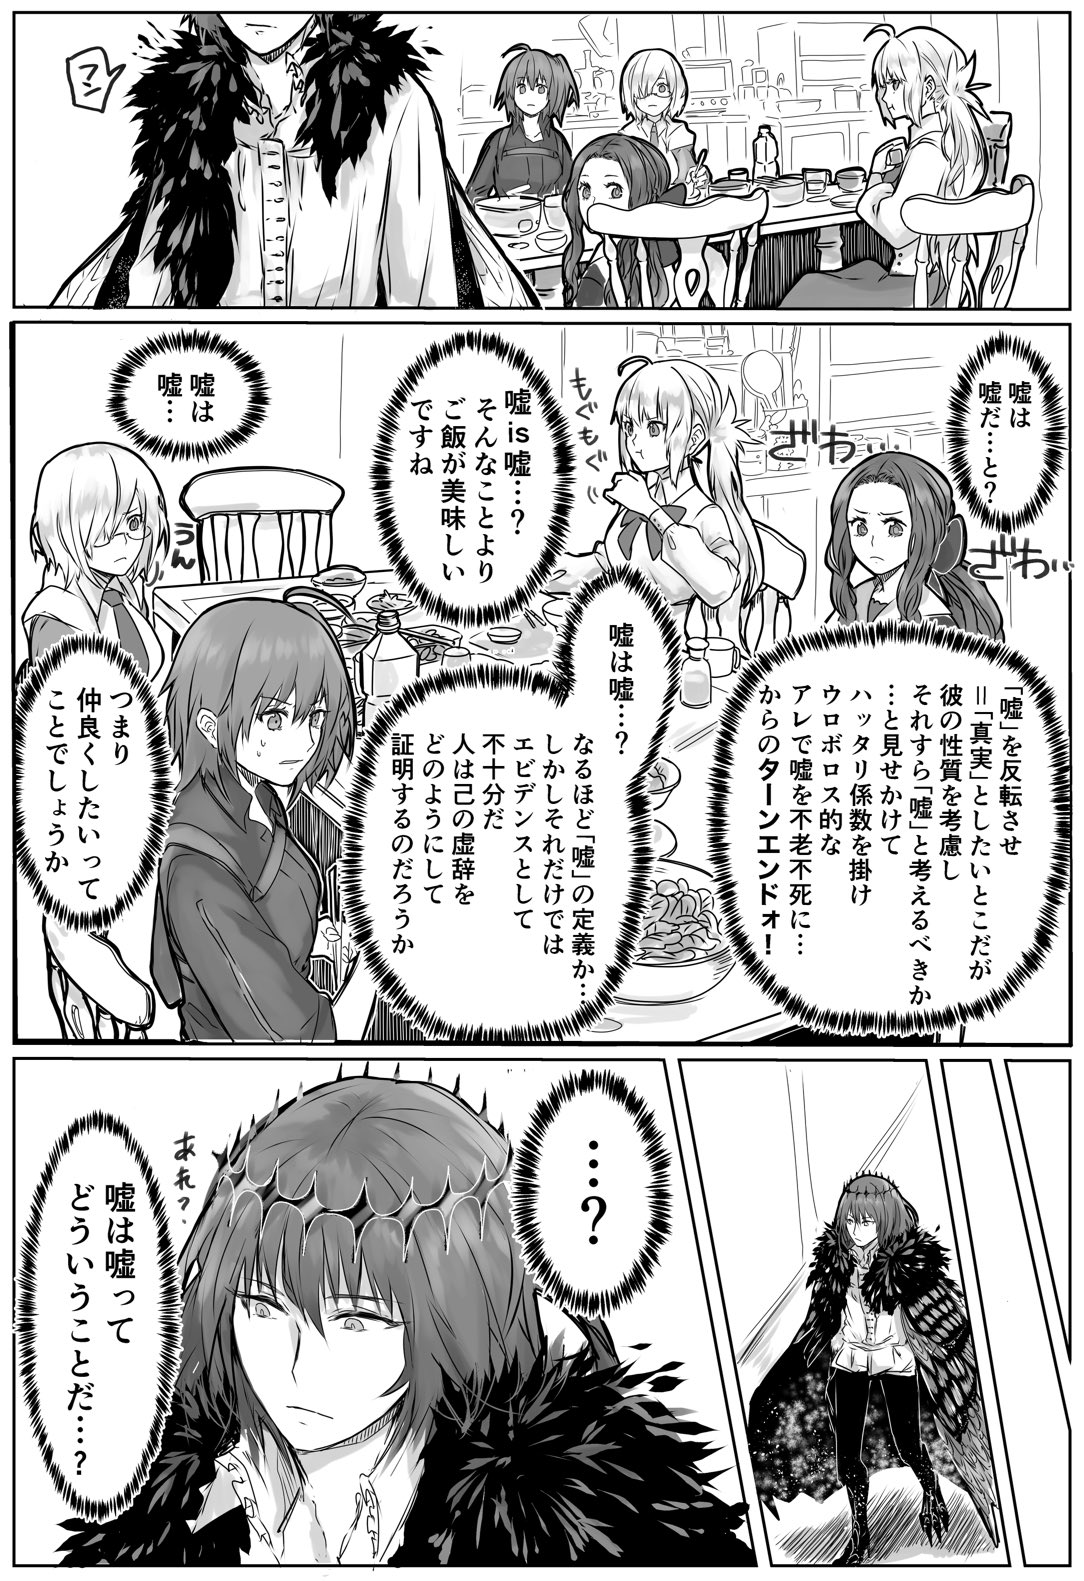 フンッ
嘘は
嘘だ…と?
ざわ…
ざわ…
もぐもぐ
嘘is嘘…?
そんなことより
ご飯が美味しい
ですね
嘘は
嘘…
うん
「嘘」を反転させ
=「真実」としたいとこだが
彼の性質を考慮し
それすら「嘘」と考えるべきか
…と見せかけて
ハッタリ係数を掛け
ウロボロス的な
アレで嘘を不老不死に…
からのターンエンドォ!
嘘は嘘…?
なるほど「嘘」の定義か…
しかしそれだけでは
エビデンスとして
不十分だ
人は己の虚辞を
どのようにして
証明するのだろうか
つまり
仲良くしたいって
ことでしょうか
…?
あれ?
嘘は嘘って
どういうことだ…?